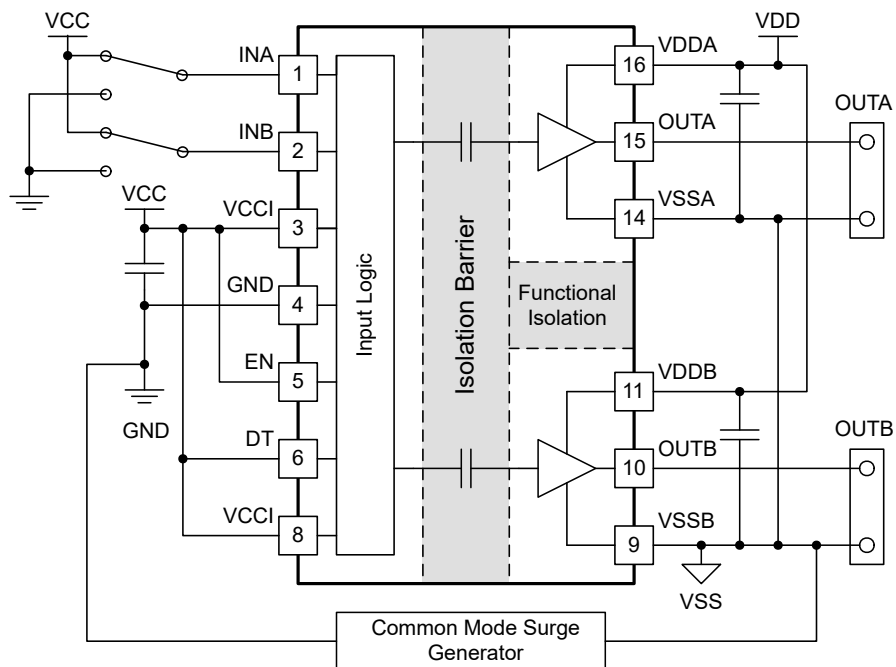 VCC
INA
1
INB
2
VCC
VCCI
3
GND
4
EN
5
GND
DT
6
VCCI
8
Input Logic
Isolation Barrier
Functional
Isolation
VDD
VDDA
16
OUTA
15
VSSA
14
OUTA
VDDB
11
OUTB
10
VSSB
9
VSS
OUTB
Common Mode Surge
Generator